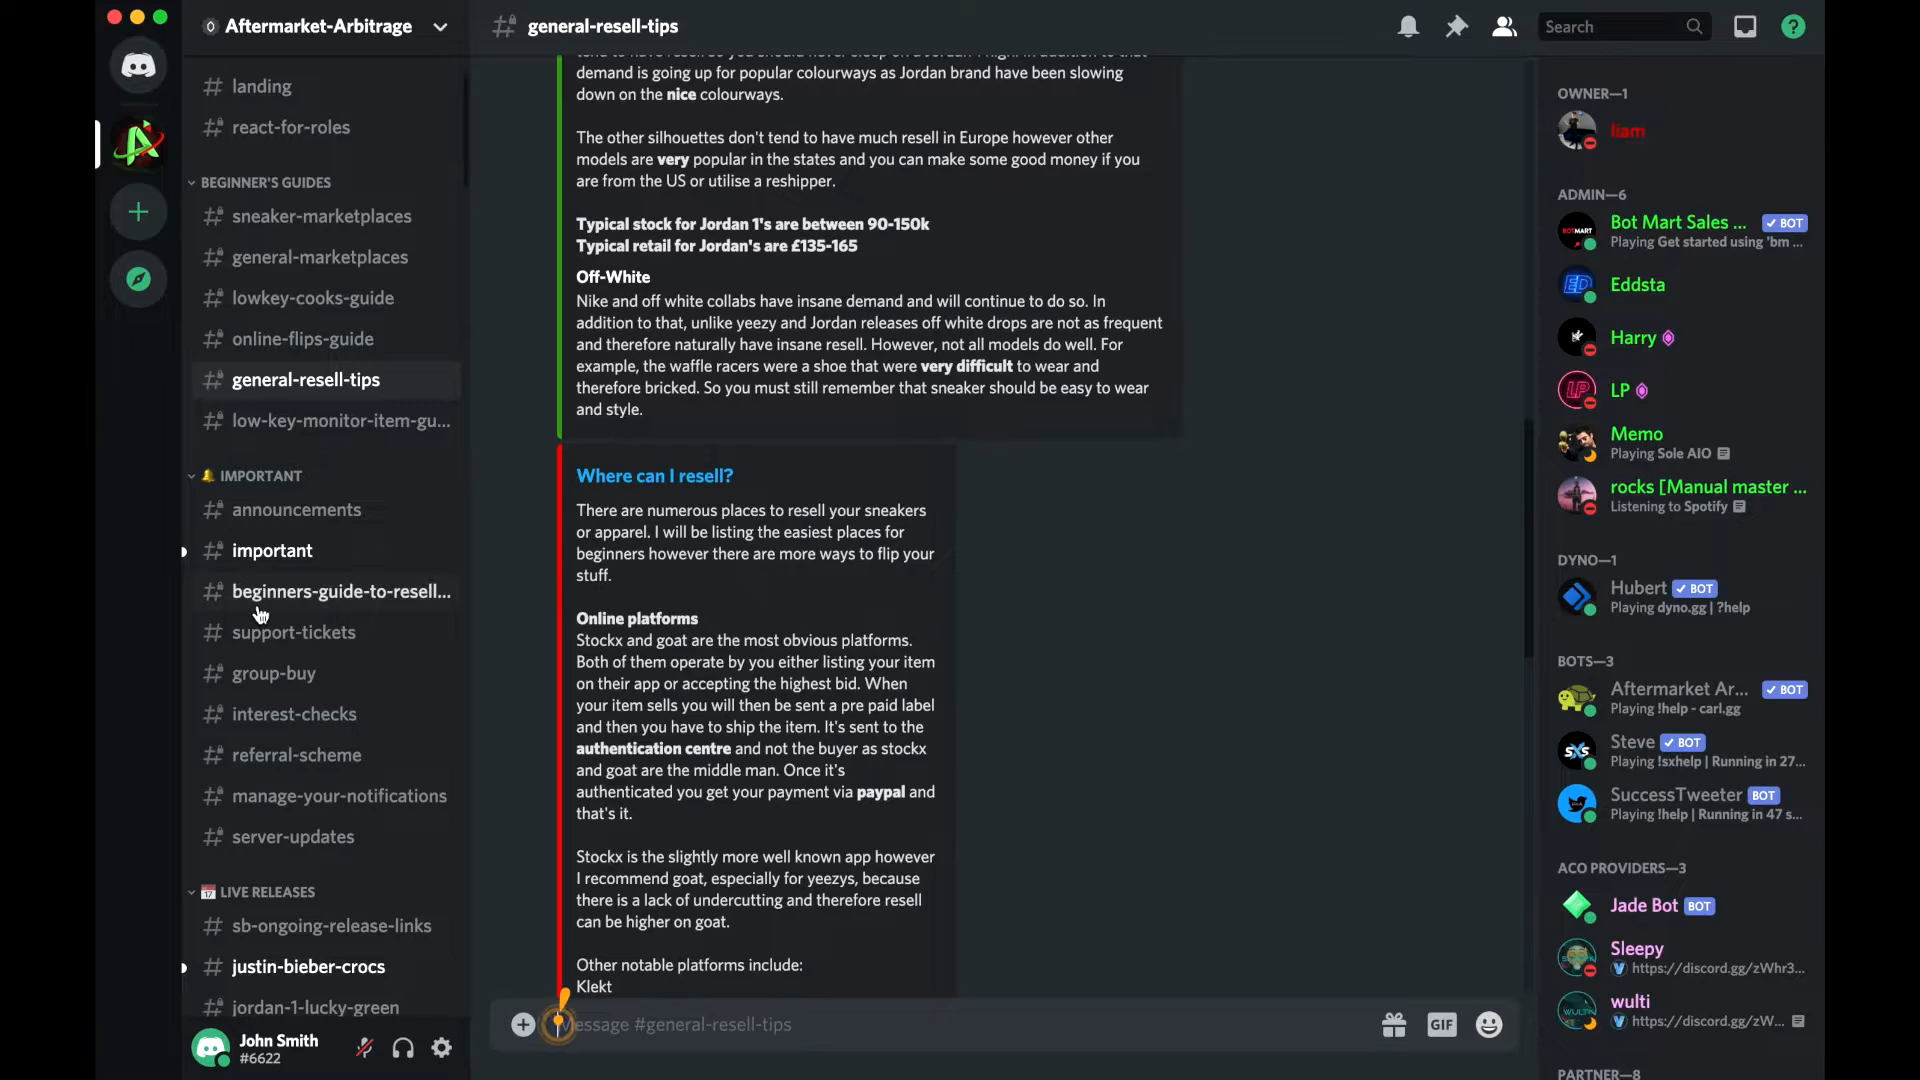 Aftermarket-Arbitrage
landing
react-for-roles
BEGINNER'S GUIDES
sneaker-marketplaces
general-marketplaces
lowkey-cooks-guide
online-flips-guide
general-resell-tips
low-key-monitor-item-gu...
IMPORTANT
announcements
important
beginners-guide-to-resell...
support-tickets
group-buy
interest-checks
referral-scheme
manage-your-notifications
server-updates
LIVE RELEASES
sb-ongoing-release-links
justin-bieber-crocs
jordan-1-lucky-green
John Smith
#6622
general-resell-tips
Search
demand is going up for popular colourways as Jordan brand have been slowing
down on the nice colourways.
The other silhouettes don't tend to have much resell in Europe however other
models are very popular in the states and you can make some good money if you
are from the US or utilise a reshipper.
Typical stock for Jordan 1's are between 90-150k
Typical retail for Jordan's are £135-165
Off-White
Nike and off white collabs have insane demand and will continue to do so. In
addition to that, unlike yeezy and Jordan releases off white drops are not as frequent
and therefore naturally have insane resell. However, not all models do well. For
example, the waffle racers were a shoe that were very difficult to wear and
therefore bricked. So you must still remember that sneaker should be easy to wear
and style.
Where can I resell?
There are numerous places to resell your sneakers
or apparel. I will be listing the easiest places for
beginners however there are more ways to flip your
stuff.
Online platforms
Stockx and goat are the most obvious platforms.
Both of them operate by you either listing your item
on their app or accepting the highest bid. When
your item sells you will then be sent a pre paid label
and then you have to ship the item. It's sent to the
authentication centre and not the buyer as stockx
and goat are the middle man. Once it's
authenticated you get your payment via paypal and
that's it.
Stockx is the slightly more well known app however
I recommend goat, especially for yeezys, because
there is a lack of undercutting and therefore resell
can be higher on goat.
Other notable platforms include:
Klekt
Message #general-resell-tips
GIF
OWNER—1
liam
ADMIN—6
Bot Mart Sales ... BOT
Playing Get started using 'bm ...
Eddsta
Harry
LP
Memo
Playing Sole AIO
rocks [Manual master ...
Listening to Spotify
DYNO—1
Hubert BOT
Playing dyno.gg | ?help
BOTS—3
Aftermarket Ar... BOT
Playing !help - carl.gg
Steve BOT
Playing !sxhelp | Running in 27...
SuccessTweeter BOT
Playing !help | Running in 47 s...
ACO PROVIDERS—3
Jade Bot BOT
Sleepy
https://discord.gg/zWhr3...
wulti
https://discord.gg/zW...
PARTNER—8